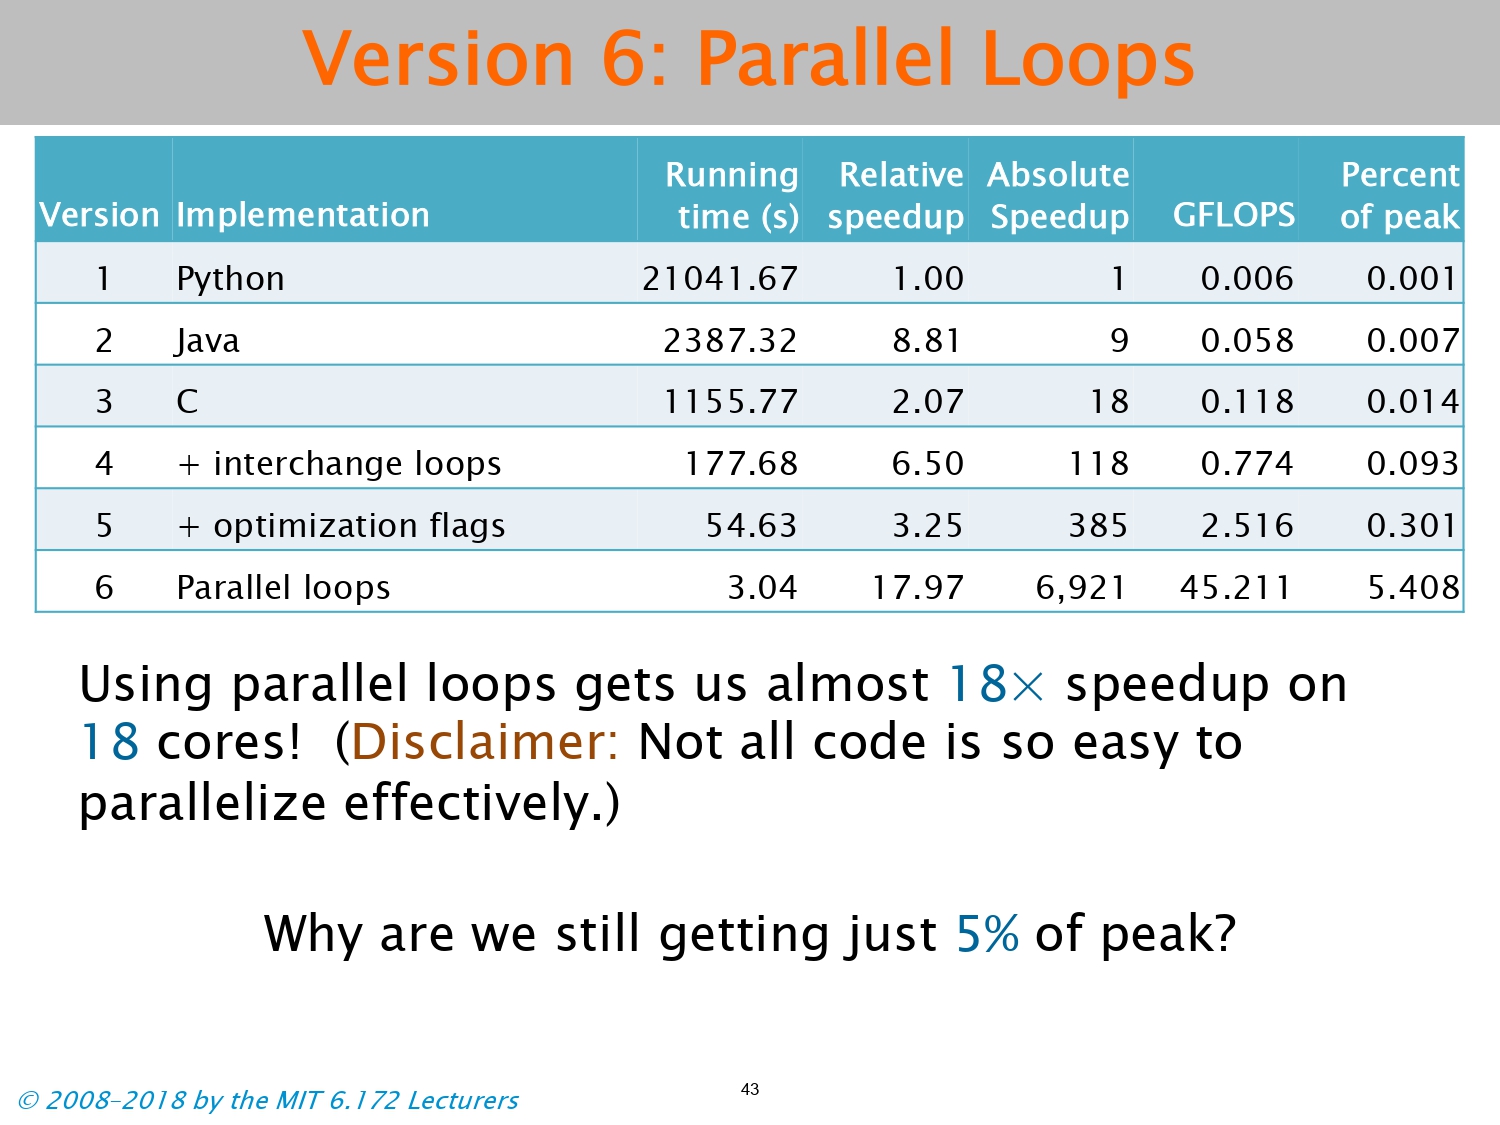 Version 6: Parallel Loops
Version Implementation Running time (s) Relative speedup Absolute Speedup GFLOPS Percent of peak
1 Python 21041.67 1.00 1 0.006 0.001
2 Java 2387.32 8.81 9 0.058 0.007
3 C 1155.77 2.07 18 0.118 0.014
4 + interchange loops 177.68 6.50 118 0.774 0.093
5 + optimization flags 54.63 3.25 385 2.516 0.301
6 Parallel loops 3.04 17.97 6,921 45.211 5.408
Using parallel loops gets us almost 18× speedup on
18 cores! (Disclaimer: Not all code is so easy to
parallelize effectively.)
Why are we still getting just 5% of peak?
© 2008–2018 by the MIT 6.172 Lecturers
43